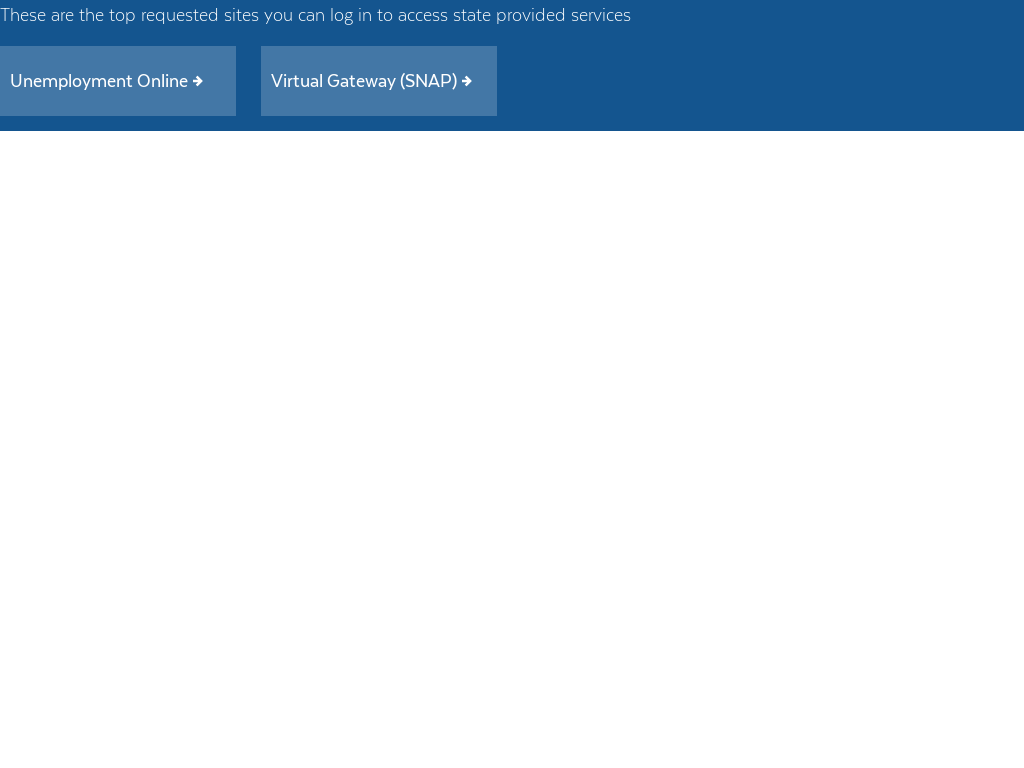 These are the top requested sites you can log in to access state provided services
Unemployment Online →
Virtual Gateway (SNAP) →